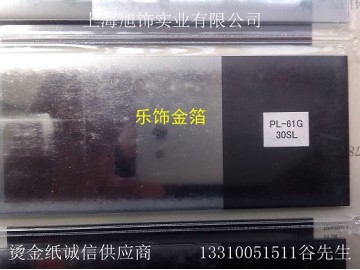 上海旭饰实业有限公司
乐饰金箔
PL-61G
30SL
烫金纸诚信供应商 13310051511谷先生